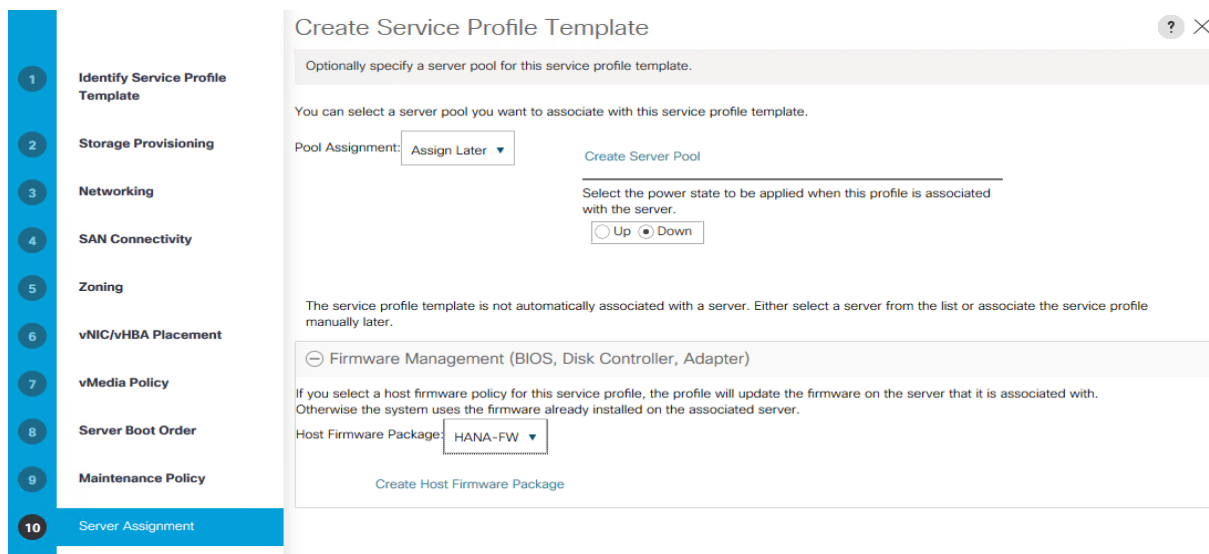 Create Service Profile Template
?
Optionally specify a server pool for this service profile template.
1
Identify Service Profile
Template
2
Storage Provisioning
3
Networking
4
SAN Connectivity
5
Zoning
6
vNIC/vHBA Placement
7
vMedia Policy
8
Server Boot Order
9
Maintenance Policy
10
Server Assignment
You can select a server pool you want to associate with this service profile template.
Pool Assignment: Assign Later
Create Server Pool
Select the power state to be applied when this profile is associated
with the server.
Up Down
The service profile template is not automatically associated with a server. Either select a server from the list or associate the service profile
manually later.
Firmware Management (BIOS, Disk Controller, Adapter)
If you select a host firmware policy for this service profile, the profile will update the firmware on the server that it is associated with.
Otherwise the system uses the firmware already installed on the associated server.
Host Firmware Package: HANA-FW
Create Host Firmware Package